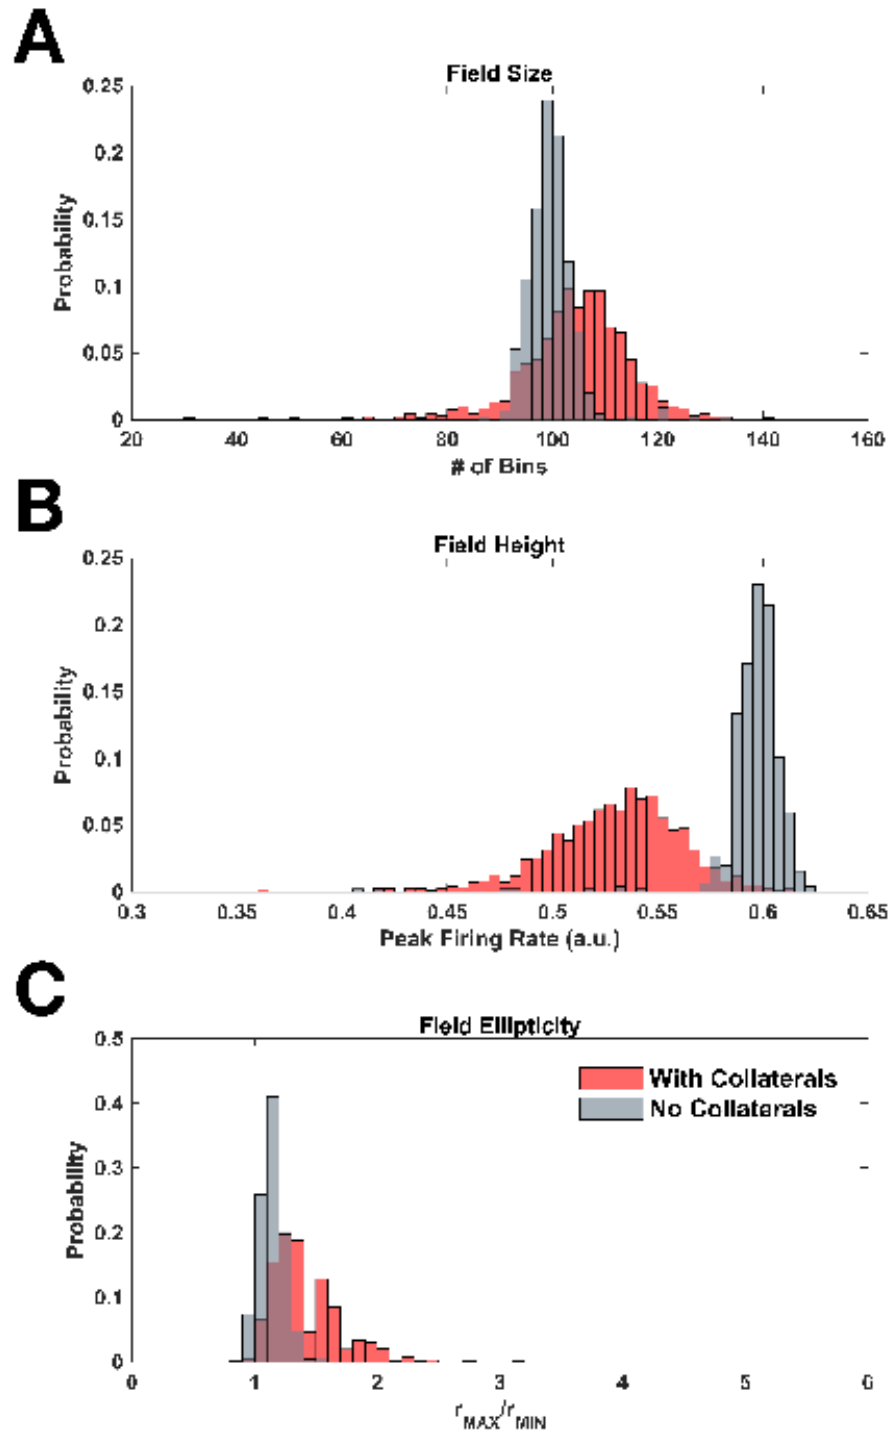 A
Field Size
0.25
0.2
0.15
0.1
0.05
0
Probability
20 40 60 80 100 120 140 160
# of Bins
B
Field Height
0.25
0.2
0.15
0.1
0.05
0
Probability
0.3 0.35 0.4 0.45 0.5 0.55 0.6 0.65
Peak Firing Rate (a.u.)
C
Field Ellipticity
0.5
0.4
0.3
0.2
0.1
0
Probability
With Collaterals
No Collaterals
0 1 2 3 4 5 6
rMAX/rMIN